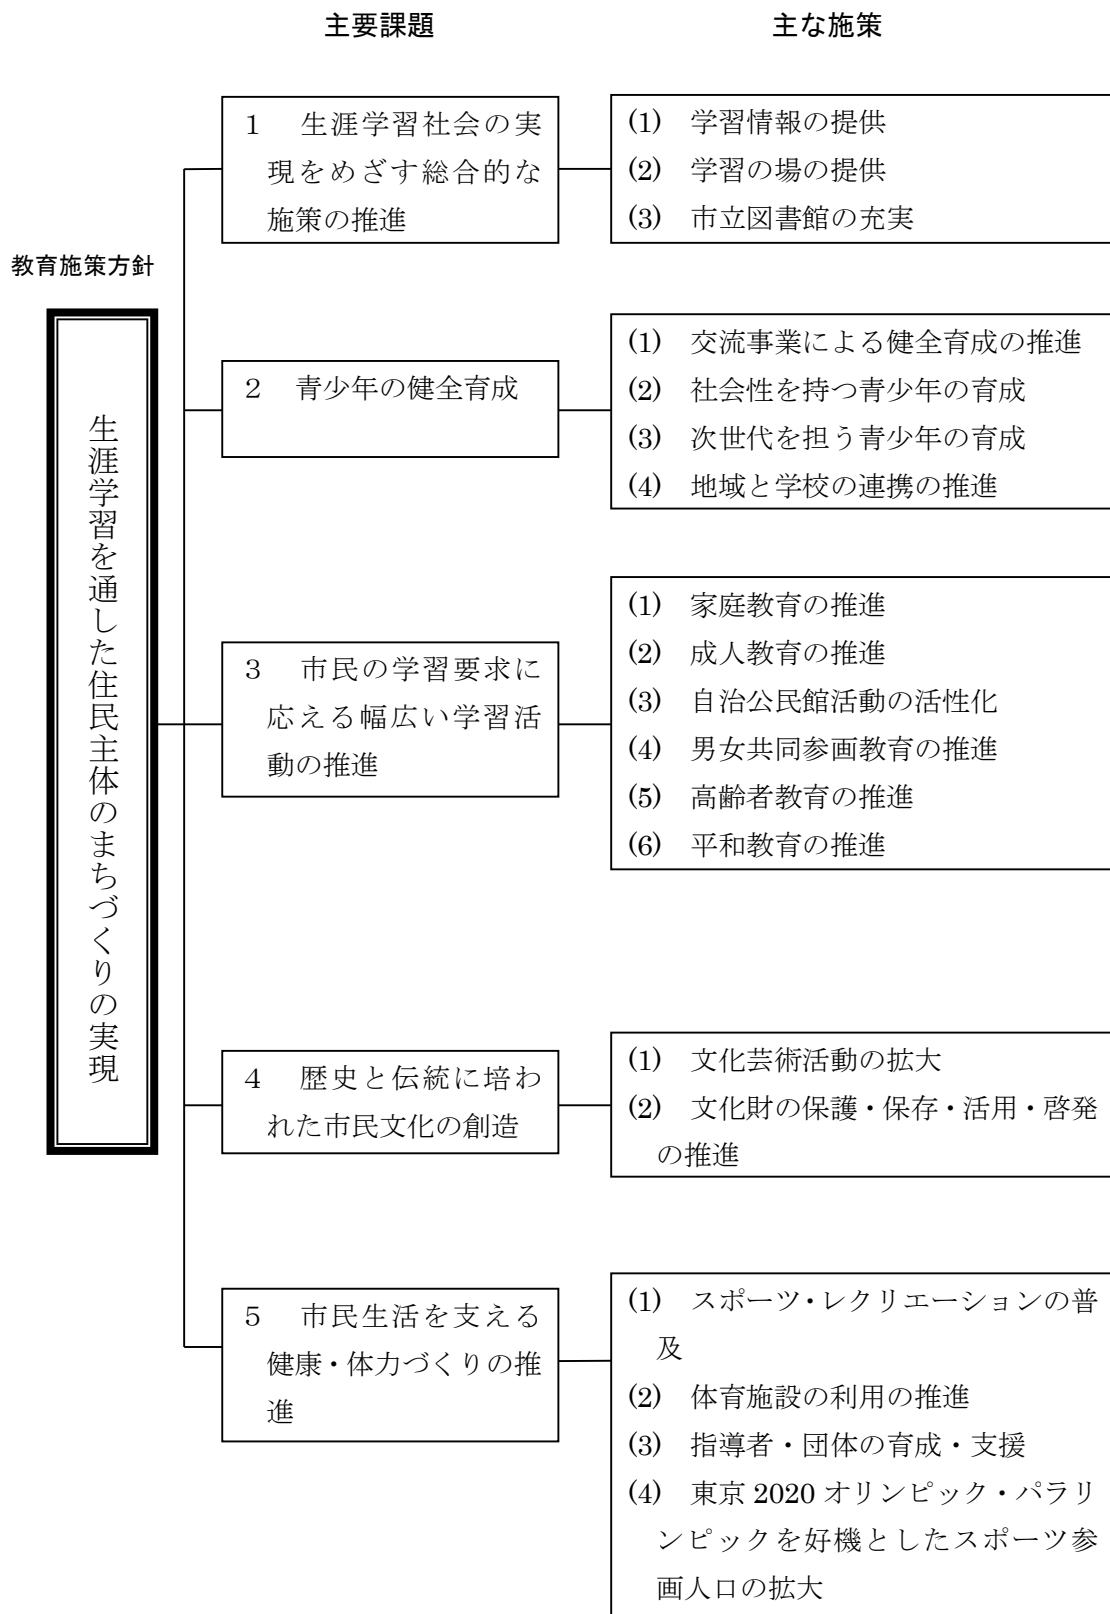 主要課題
主な施策
教育施策方針
生涯学習を通した住民主体のまちづくりの実現
１　生涯学習社会の実
現をめざす総合的な
施策の推進
(1)　学習情報の提供
(2)　学習の場の提供
(3)　市立図書館の充実
２　青少年の健全育成
(1)　交流事業による健全育成の推進
(2)　社会性を持つ青少年の育成
(3)　次世代を担う青少年の育成
(4)　地域と学校の連携の推進
３　市民の学習要求に
応える幅広い学習活
動の推進
(1)　家庭教育の推進
(2)　成人教育の推進
(3)　自治公民館活動の活性化
(4)　男女共同参画教育の推進
(5)　高齢者教育の推進
(6)　平和教育の推進
４　歴史と伝統に培わ
れた市民文化の創造
(1)　文化芸術活動の拡大
(2)　文化財の保護・保存・活用・啓発
の推進
５　市民生活を支える
健康・体力づくりの推
進
(1)　スポーツ・レクリエーションの普
及
(2)　体育施設の利用の推進
(3)　指導者・団体の育成・支援
(4)　東京 2020 オリンピック・パラリ
ンピックを好機としたスポーツ参
画人口の拡大